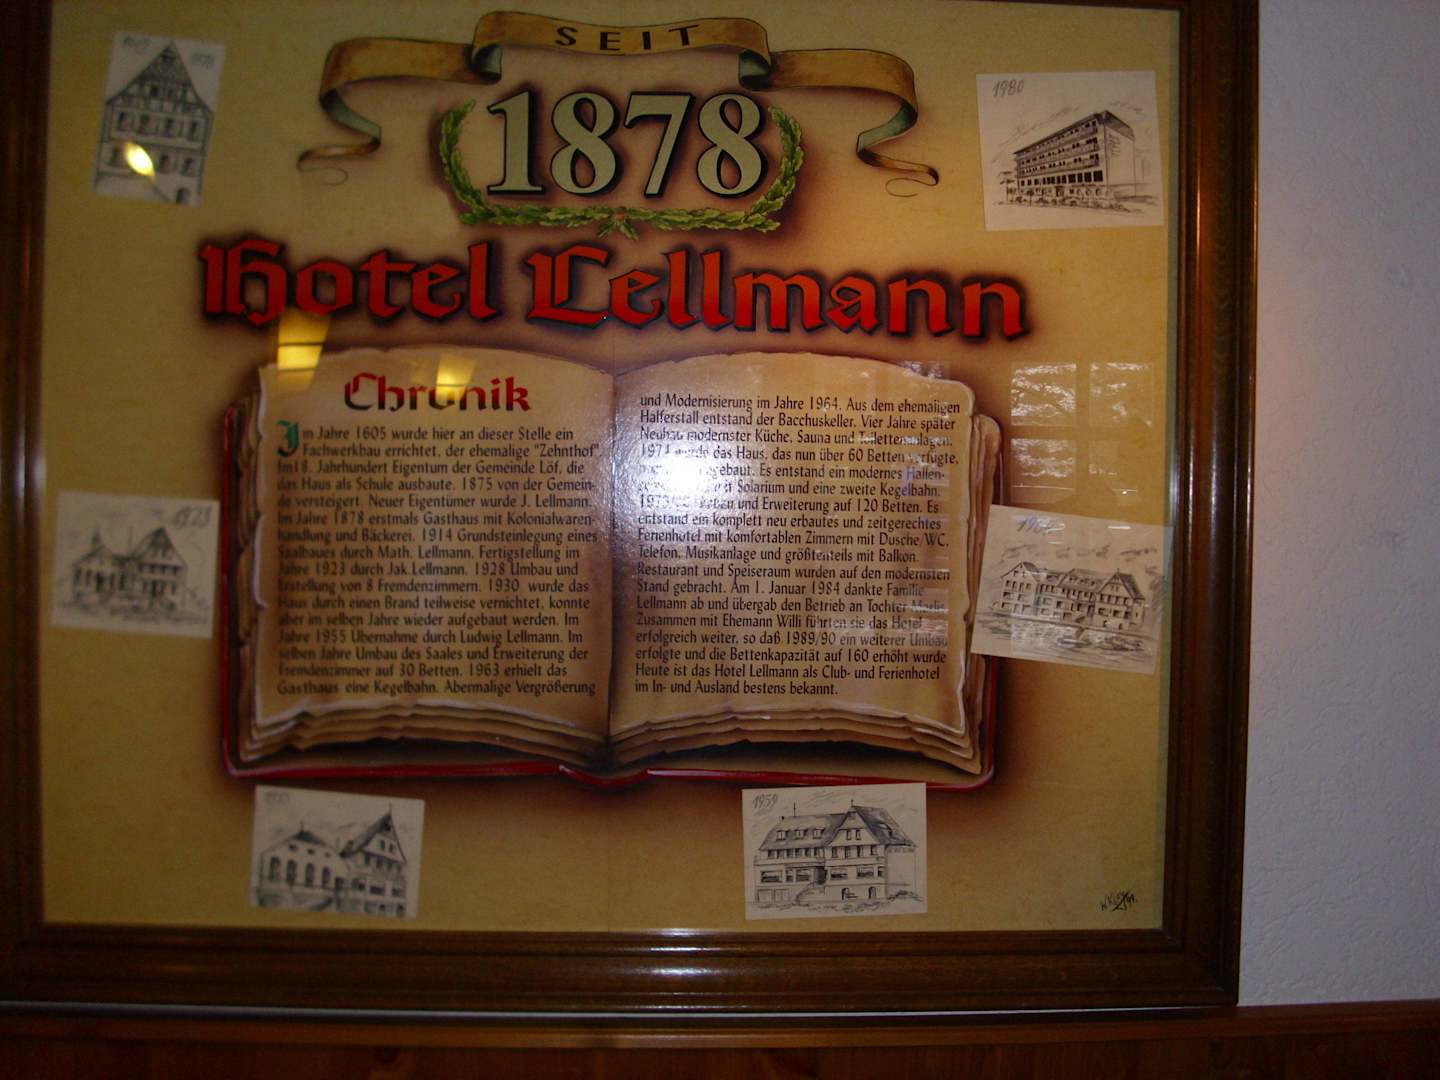 SEIT
1878
Hotel Lellmann
Chronik
Im Jahre 1605 wurde hier an dieser Stelle ein
Fachwerkbau errichtet, der ehemalige "Zehnthof"
Im 18. Jahrhundert Eigentum der Gemeinde Löf, die
das Haus als Schule ausbaute. 1875 von der Gemein-
de versteigert. Neuer Eigentümer wurde J. Lellmann.
Im Jahre 1878 erstmals Gasthaus mit Kolonialwaren-
handlung und Bäckerei. 1914 Grundsteinlegung eines
Saalbaues durch Math. Lellmann. Fertigstellung im
Jahre 1923 durch Jak.Lellmann. 1928 Umbau und
Erstellung von 8 Fremdenzimmern. 1930 wurde das
Haus durch einen Brand teilweise vernichtet, konnte
aber im selben Jahre wieder aufgebaut werden. Im
Jahre 1955 Übernahme durch Ludwig Lellmann. Im
selben Jahre Umbau des Saales und Erweiterung der
Fremdenzimmer auf 30 Betten. 1963 erhielt das
Gasthaus eine Kegelbahn. Abermalige Vergrößerung
und Modernisierung im Jahre 1964. Aus dem ehemaligen
Halferstall entstand der Bacchuskeller. Vier Jahre später
Neubau modernster Küche, Sauna und Toilettenanlagen.
1974 wurde das Haus, das nun über 60 Betten verfügte,
Es entstand ein modernes Hallen-
Solarium und eine zweite Kegelbahn.
und Erweiterung auf 120 Betten. Es
entstand ein komplett neu erbautes und zeitgerechtes
Ferienhotel mit komfortablen Zimmern mit Dusche/WC,
Telefon, Musikanlage und größtenteils mit Balkon.
Restaurant und Speiseraum wurden auf den modernsten
Stand gebracht. Am 1. Januar 1984 dankte Familie
Lellmann ab und übergab den Betrieb an Tochter
Zusammen mit Ehemann Willi führten sie das Hotel
erfolgreich weiter, so daß 1989/90 ein weiterer Umbau
erfolgte und die Bettenkapazität auf 160 erhöht wurde
Heute ist das Hotel Lellmann als Club- und Ferienhotel
im In- und Ausland bestens bekannt.
1980
1923
1964
1959